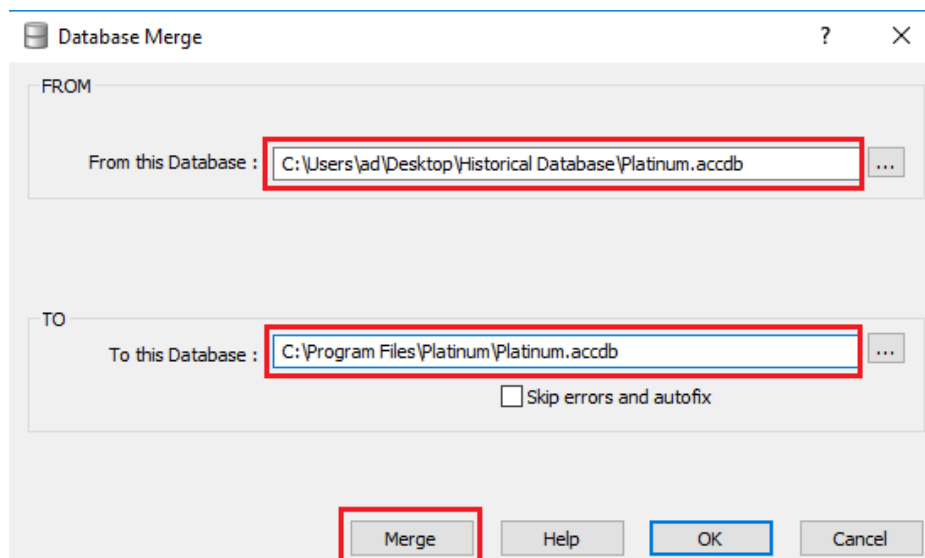 Database Merge ?
FROM
From this Database : C:\Users\ad\Desktop\Historical Database\Platinum.accdb ...
TO
To this Database : C:\Program Files\Platinum\Platinum.accdb ...
Skip errors and autofix
Merge Help OK Cancel